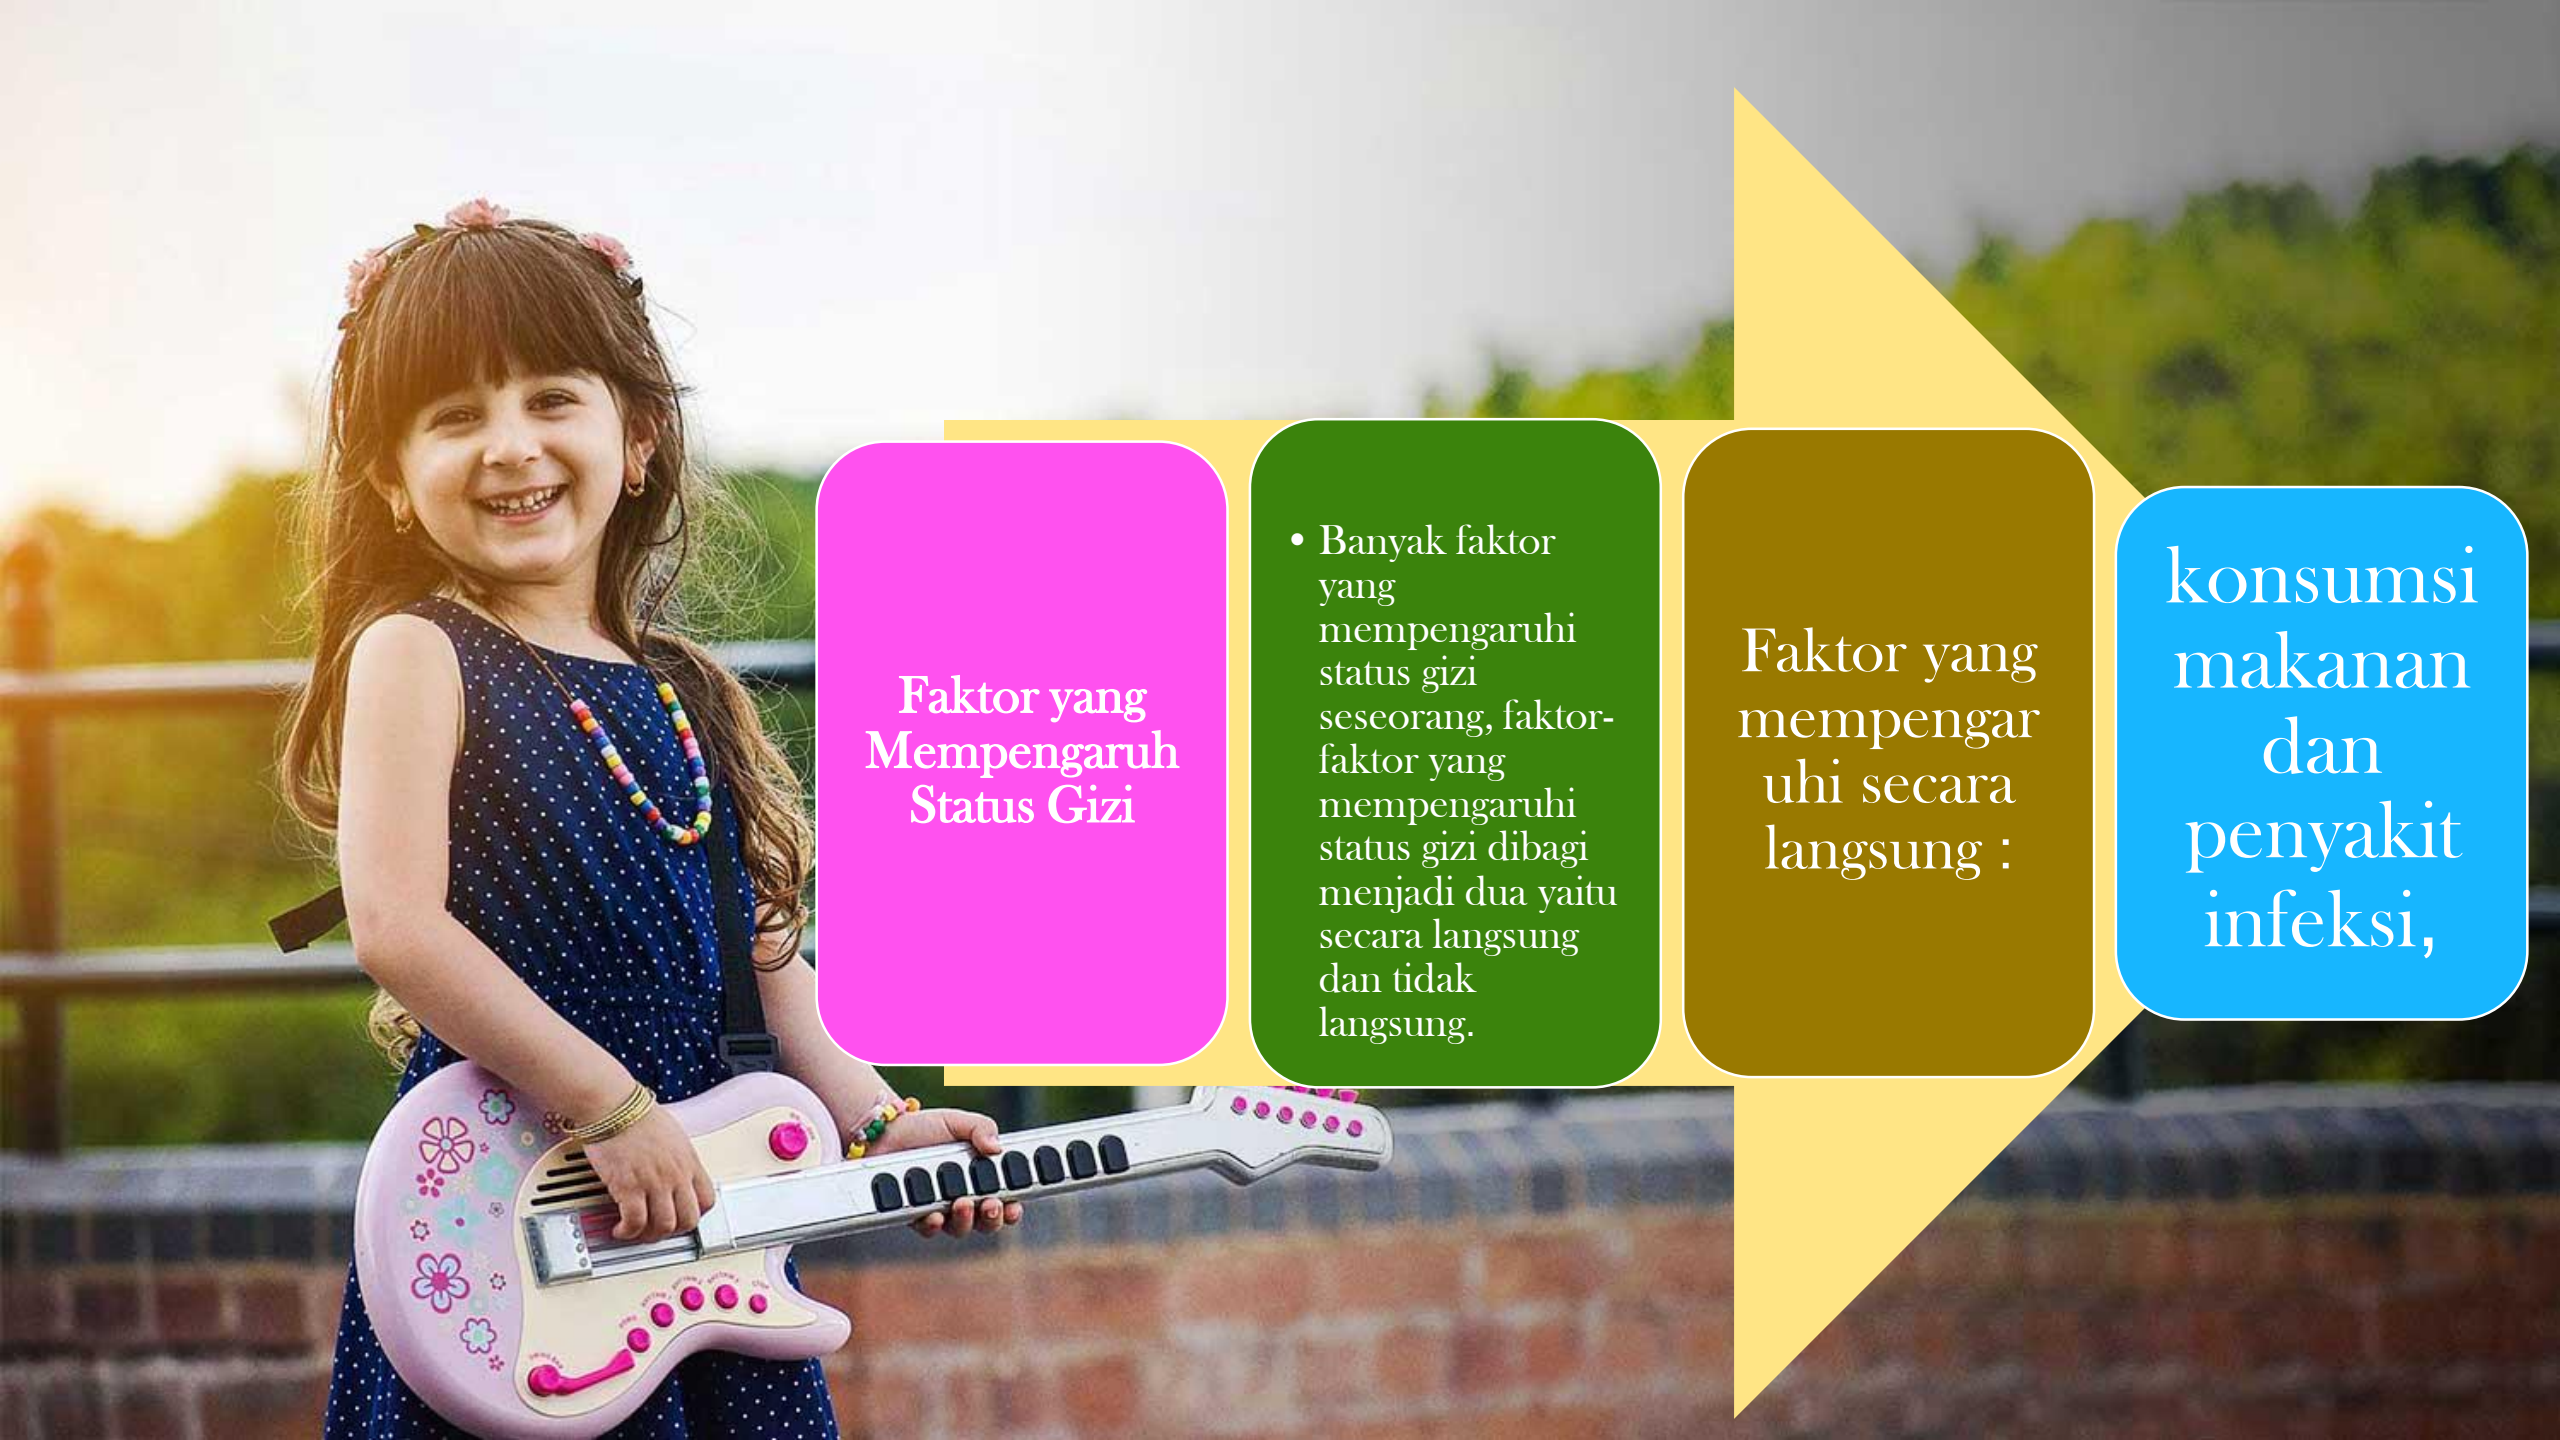 Faktor yang
Mempengaruh
Status Gizi
• Banyak faktor
yang
mempengaruhi
status gizi
seseorang, faktor-
faktor yang
mempengaruhi
status gizi dibagi
menjadi dua yaitu
secara langsung
dan tidak
langsung.
Faktor yang
mempengar
uhi secara
langsung :
konsumsi
makanan
dan
penyakit
infeksi,